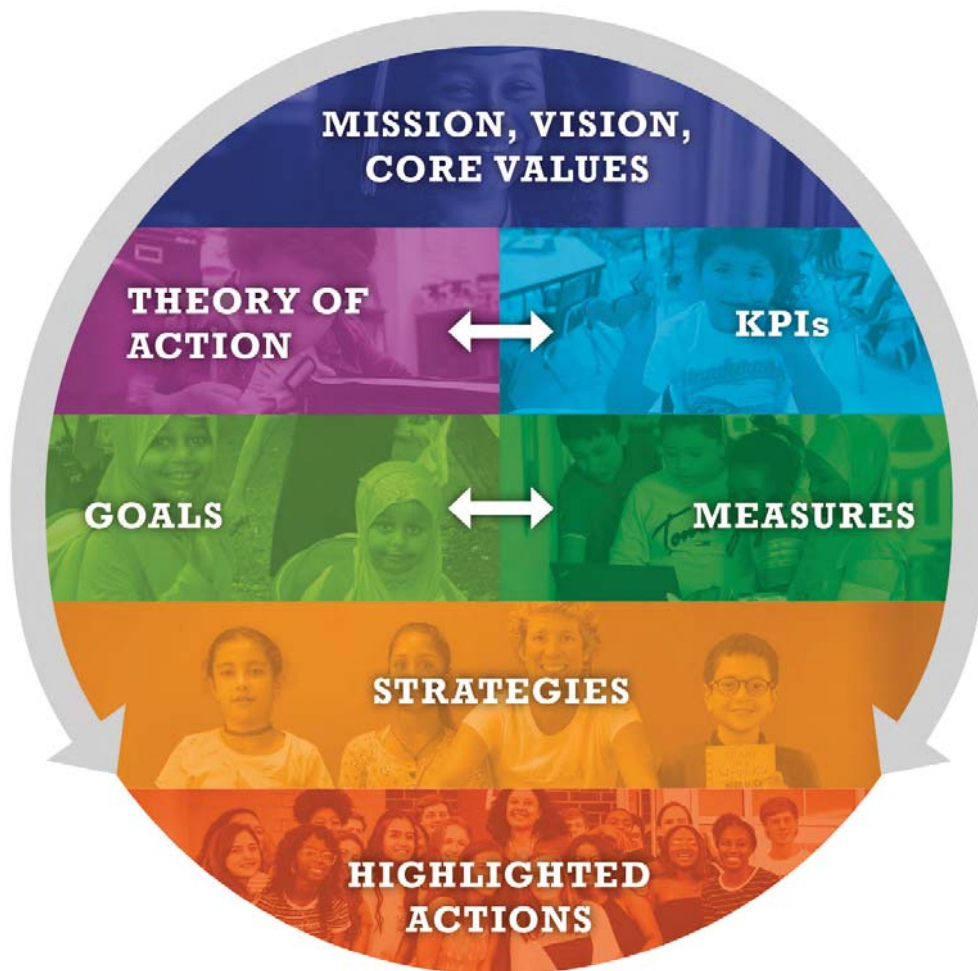 MISSION, VISION,
CORE VALUES
THEORY OF
ACTION
KPIs
GOALS
MEASURES
STRATEGIES
HIGHLIGHTED
ACTIONS